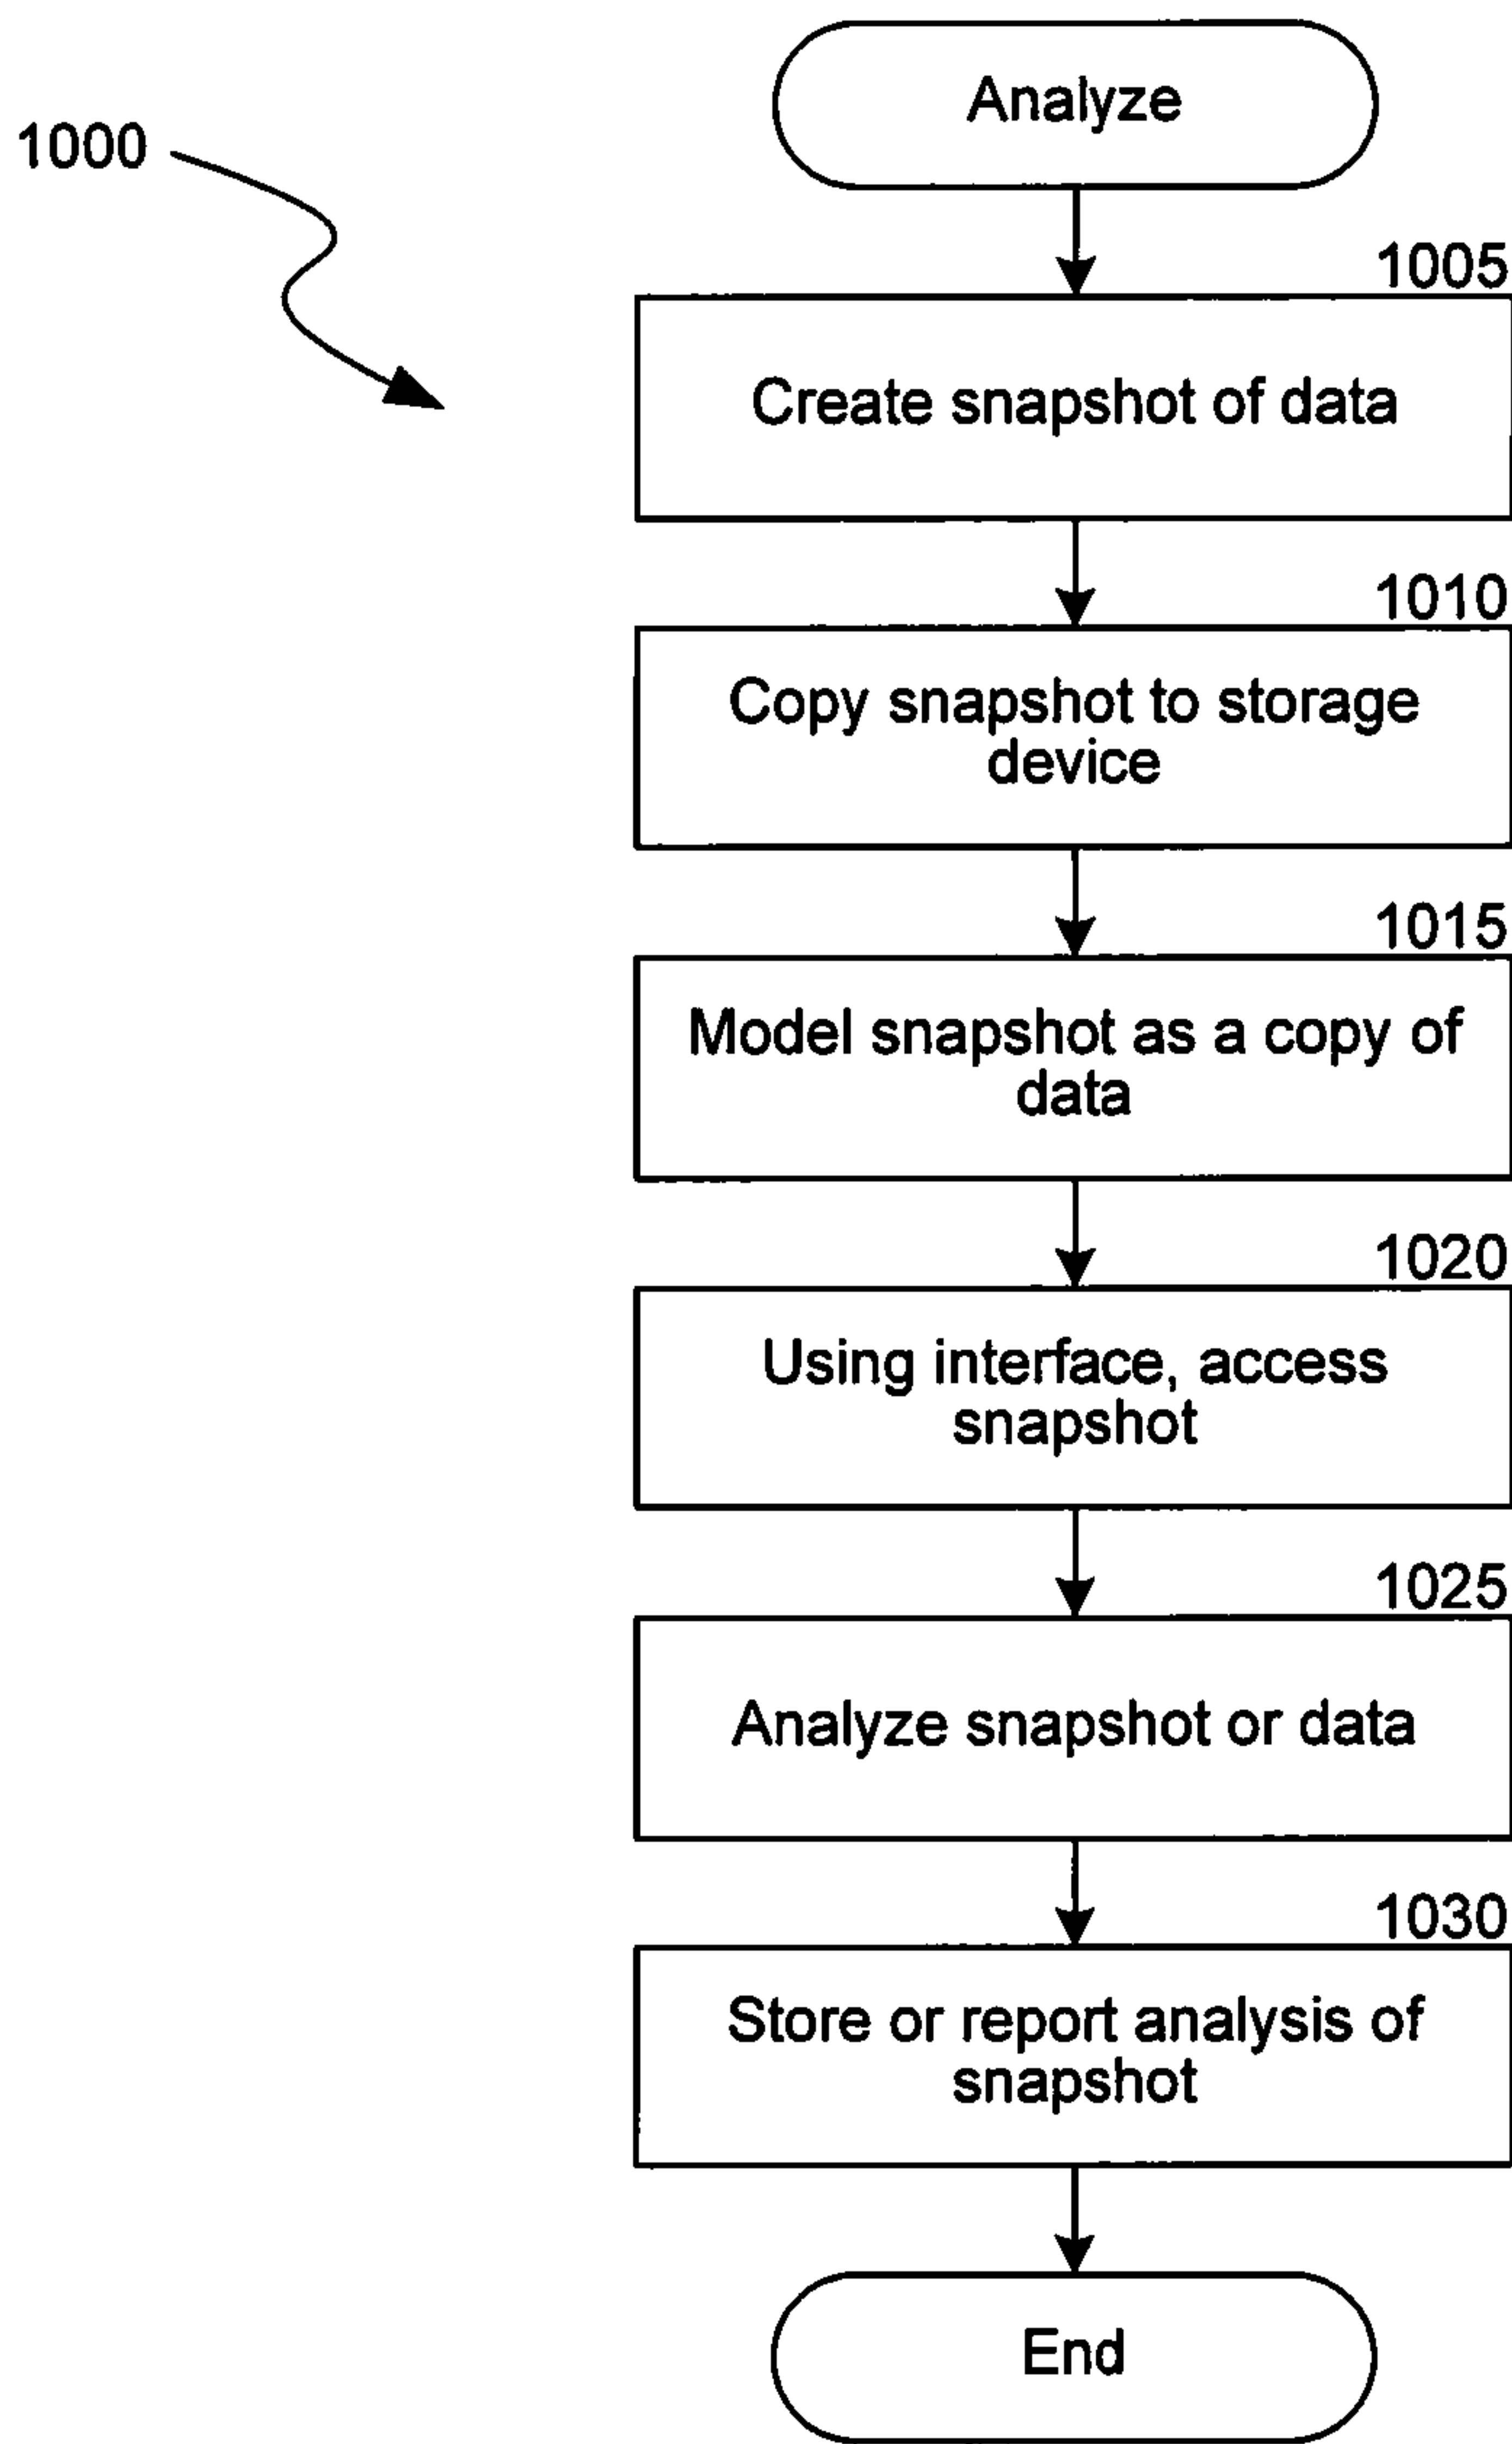 Analyze
1000
1005
Create snapshot of data
1010
Copy snapshot to storage
device
1015
Model snapshot as a copy of
data
1020
Using interface, access
snapshot
1025
Analyze snapshot or data
1030
Store or report analysis of
snapshot
End